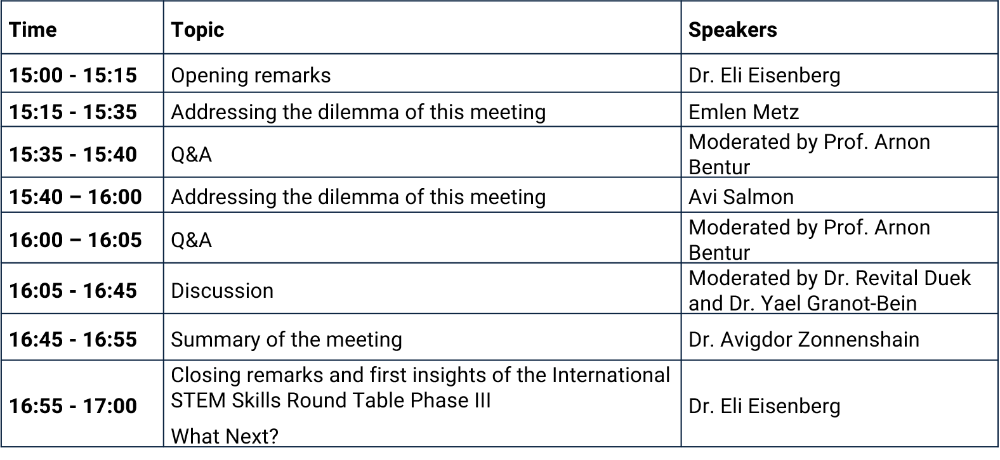 Time Topic Speakers
15:00 - 15:15 Opening remarks Dr. Eli Eisenberg
15:15 - 15:35 Addressing the dilemma of this meeting Emlen Metz
15:35 - 15:40 Q&A Moderated by Prof. Arnon
Bentur
15:40 – 16:00 Addressing the dilemma of this meeting Avi Salmon
16:00 – 16:05 Q&A Moderated by Prof. Arnon
Bentur
16:05 - 16:45 Discussion Moderated by Dr. Revital Duek
and Dr. Yael Granot-Bein
16:45 - 16:55 Summary of the meeting Dr. Avigdor Zonnenshain
16:55 - 17:00 Closing remarks and first insights of the International
STEM Skills Round Table Phase III
What Next? Dr. Eli Eisenberg